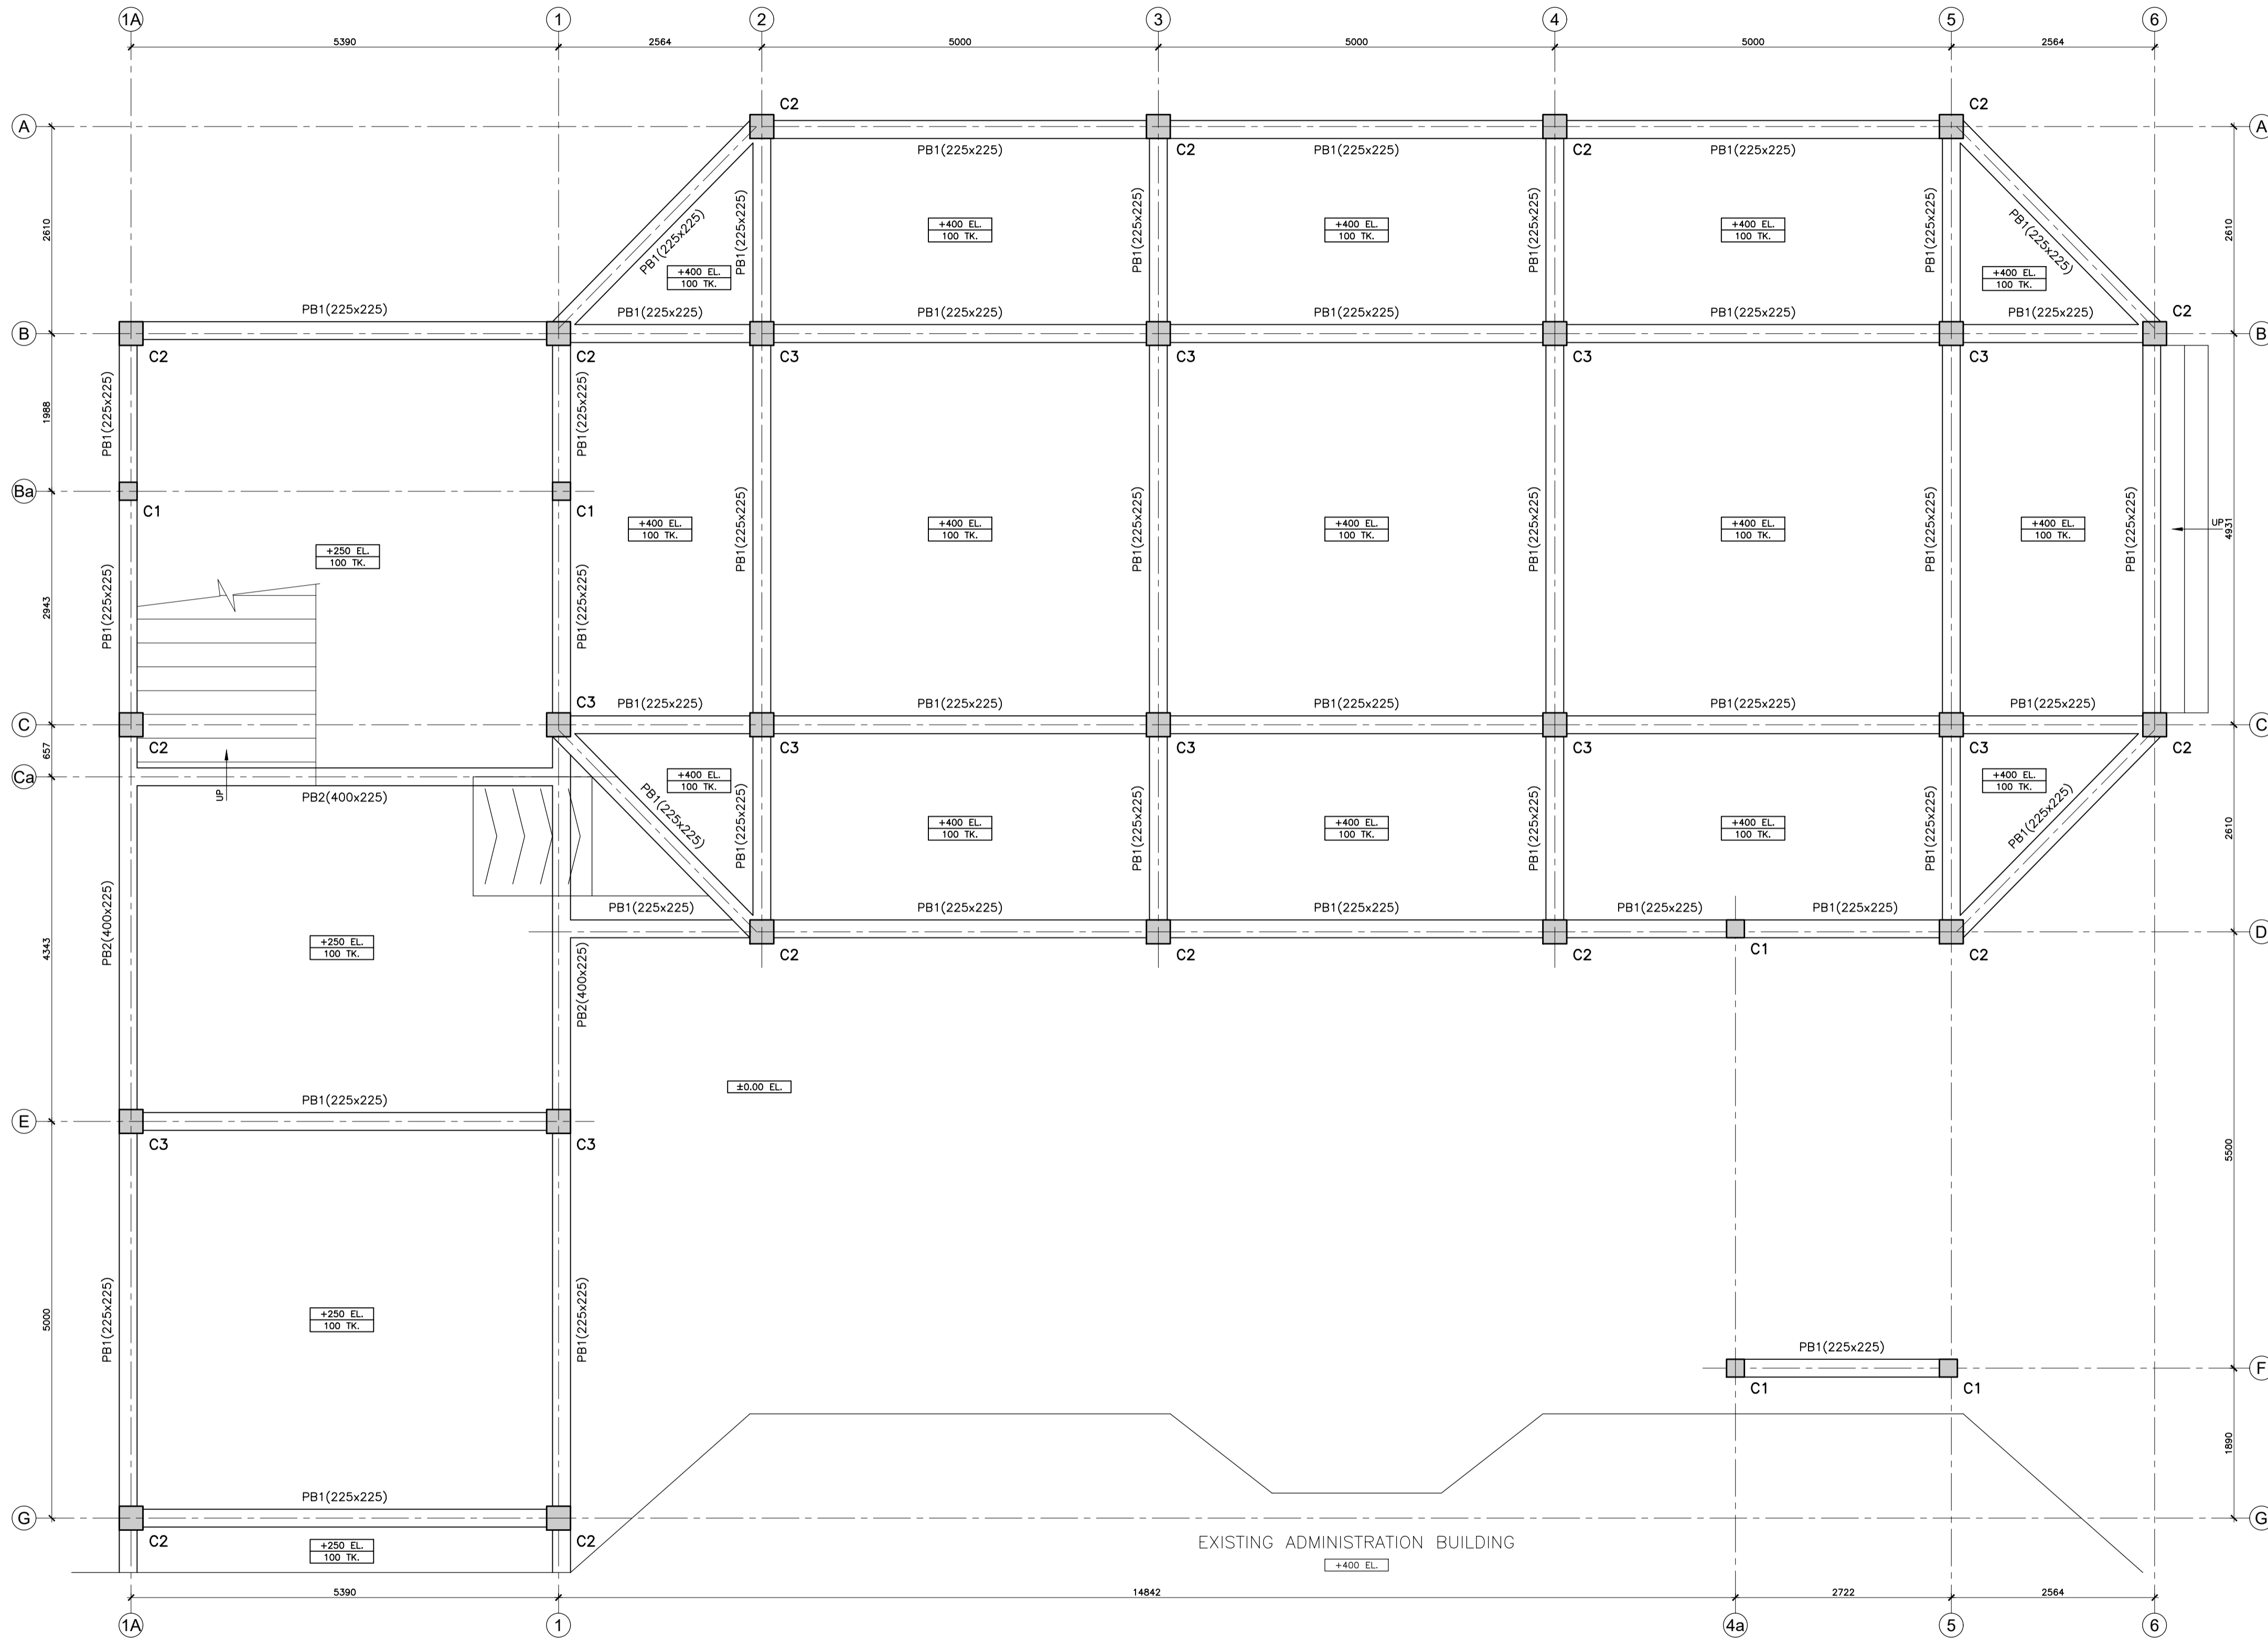 1A 1 2 3 4 5 6
5390 2564 5000 5000 5000 2564
C2 C2
A A
PB1(225x225) C2 PB1(225x225) C2 PB1(225x225)
2610 PB1(225x225) PB1(225x225) PB1(225x225) PB1(225x225) PB1(225x225) PB1(225x225) 2610
+400 EL. +400 EL. +400 EL.
100 TK. 100 TK. 100 TK.
+400 EL. +400 EL.
100 TK. 100 TK.
PB1(225x225) PB1(225x225) PB1(225x225) PB1(225x225) PB1(225x225) PB1(225x225) C2
B B
C2 C2 C3 C3 C3 C3
1988 PB1(225x225) PB1(225x225)
Ba
C1 C1
PB1(225x225) PB1(225x225) PB1(225x225) PB1(225x225) PB1(225x225) UP 4931
+400 EL. +400 EL. +400 EL. +400 EL. +400 EL.
100 TK. 100 TK. 100 TK. 100 TK. 100 TK.
+250 EL.
100 TK.
2943 PB1(225x225) PB1(225x225)
C3 PB1(225x225) PB1(225x225) PB1(225x225) PB1(225x225) PB1(225x225)
C C
C2 C3 C3 C3 C3 C2
657
Ca
UP
PB2(400x225)
+400 EL. +400 EL.
100 TK. 100 TK.
PB1(225x225) PB1(225x225) PB1(225x225) PB1(225x225) PB1(225x225) PB1(225x225) 2610
+400 EL. +400 EL. +400 EL.
100 TK. 100 TK. 100 TK.
PB1(225x225) PB1(225x225) PB1(225x225) PB1(225x225) PB1(225x225)
D
C2 C2 C2 C1 C2
4343 PB2(400x225) PB2(400x225)
+250 EL.
100 TK.
±0.00 EL.
PB1(225x225)
E
C3 C3
5500
5000 PB1(225x225) PB1(225x225)
+250 EL.
100 TK.
PB1(225x225)
F
C1 C1
1890
PB1(225x225)
G G
C2 C2
+250 EL.
100 TK.
EXISTING ADMINISTRATION BUILDING
+400 EL.
5390 14842 2722 2564
1A 1 4a 5 6